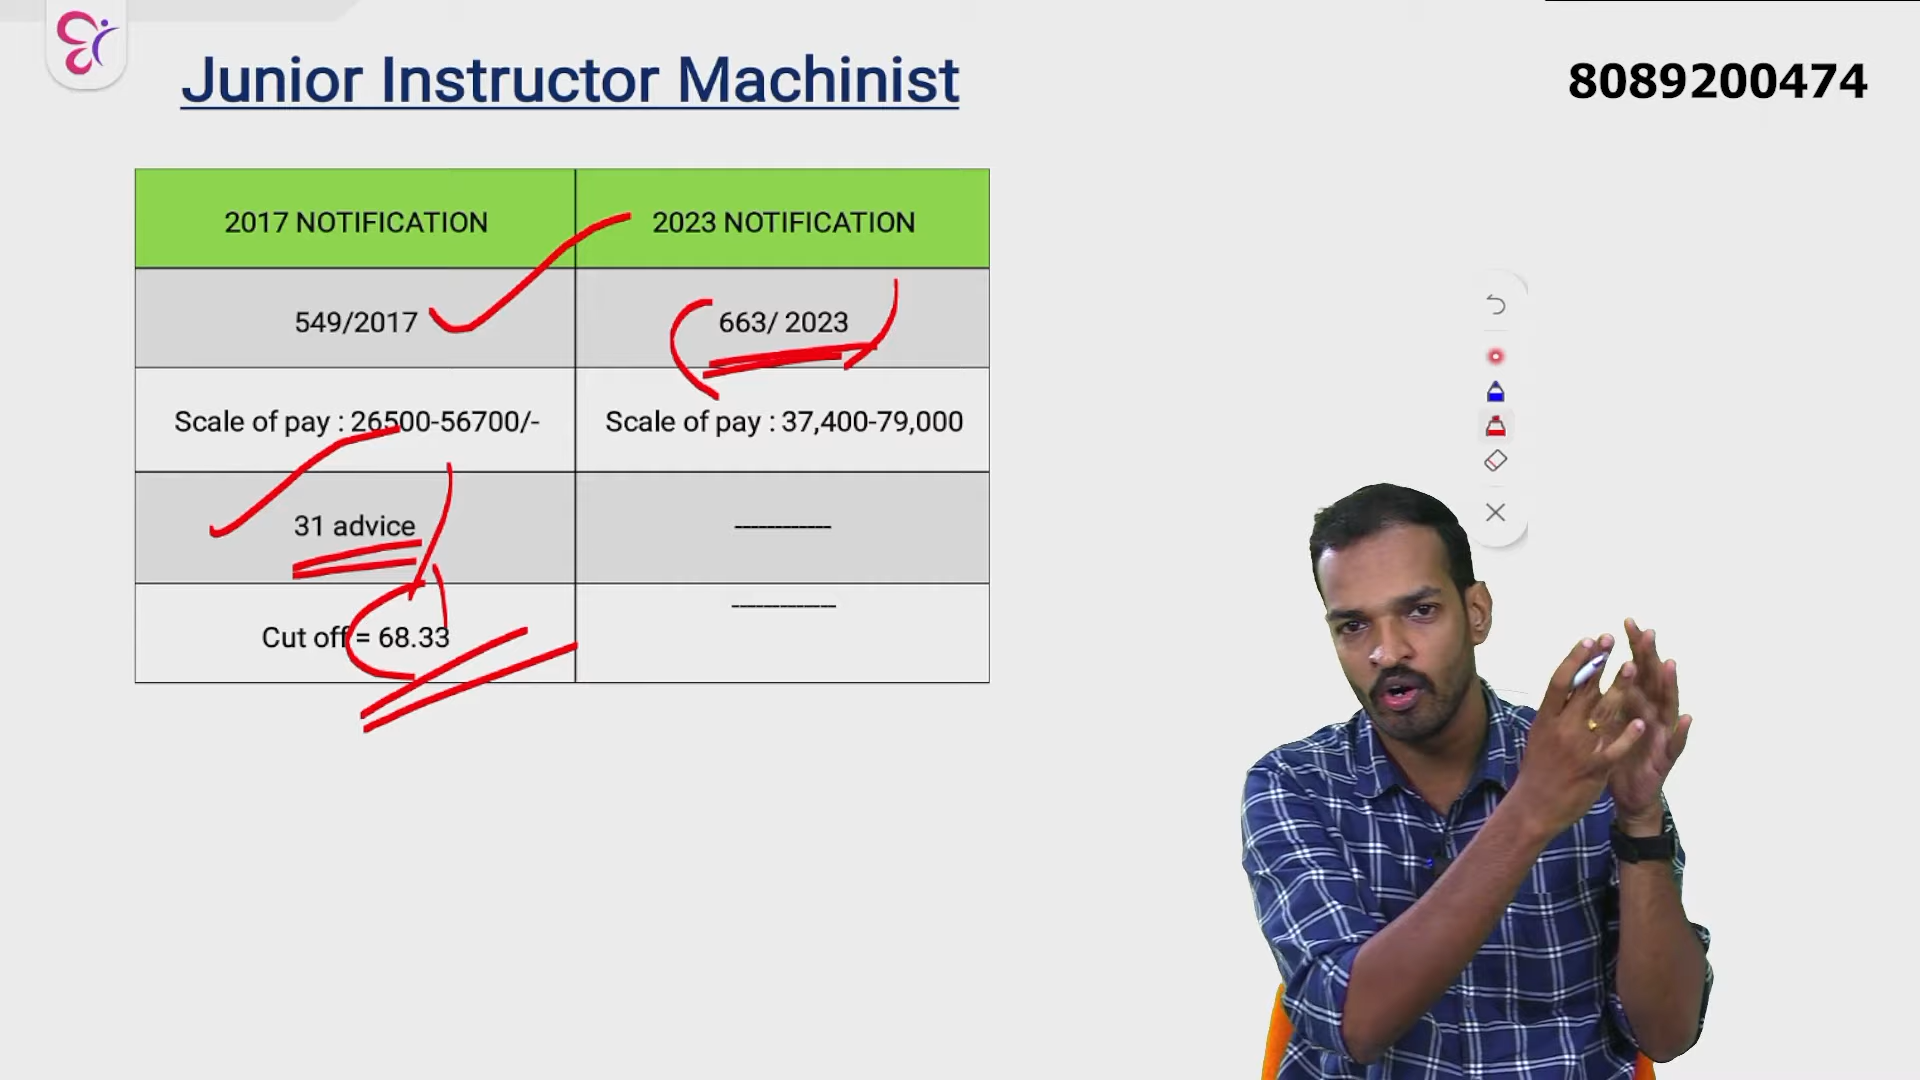 Junior Instructor Machinist
8089200474
2017 NOTIFICATION
2023 NOTIFICATION
549/2017
663/ 2023
Scale of pay : 26500-56700/-
Scale of pay : 37,400-79,000
31 advice
------------
Cut off = 68.33
-------------